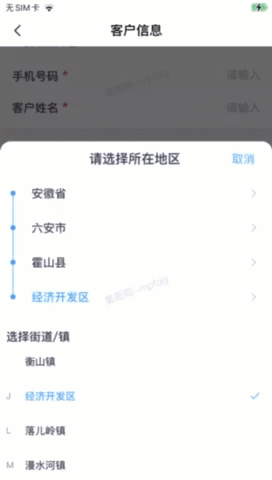 无SIM卡
客户信息
手机号码 * 请输入
客户姓名 * 请输入
请选择所在地区 取消
安徽省
六安市
霍山县
经济开发区
选择街道/镇
衡山镇
J 经济开发区
L 落儿岭镇
M 漫水河镇